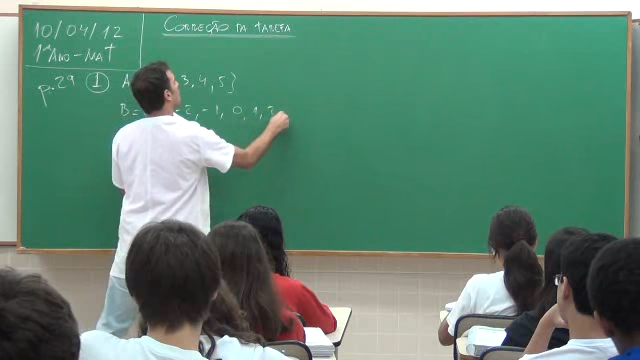 10/04/12
1º ANO - MAT
CORREÇÃO DA TAREFA
p.29 1 A 3, 4, 5}
B= -2, -1, 0, 1, 2